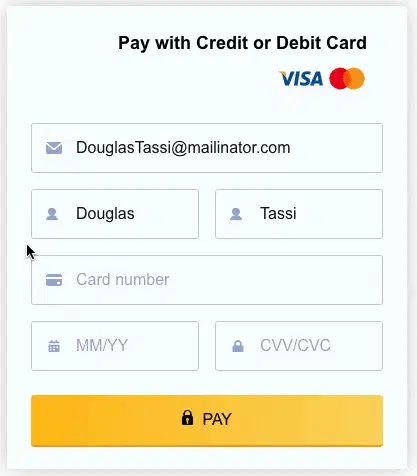 Pay with Credit or Debit Card
VISA
DouglasTassi@mailinator.com
Douglas Tassi
Card number
MM/YY CVV/CVC
PAY